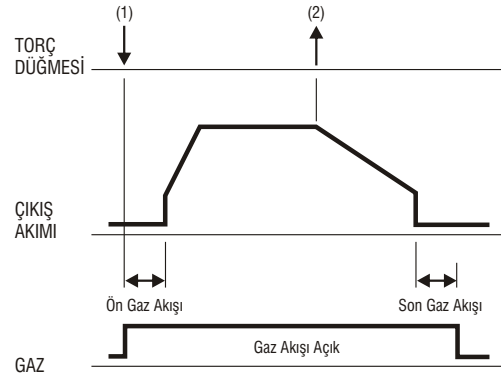 (1) (2)
TORÇ
DÜĞMESİ
ÇIKIŞ
AKIMI
Ön Gaz Akışı Son Gaz Akışı
Gaz Akışı Açık
GAZ